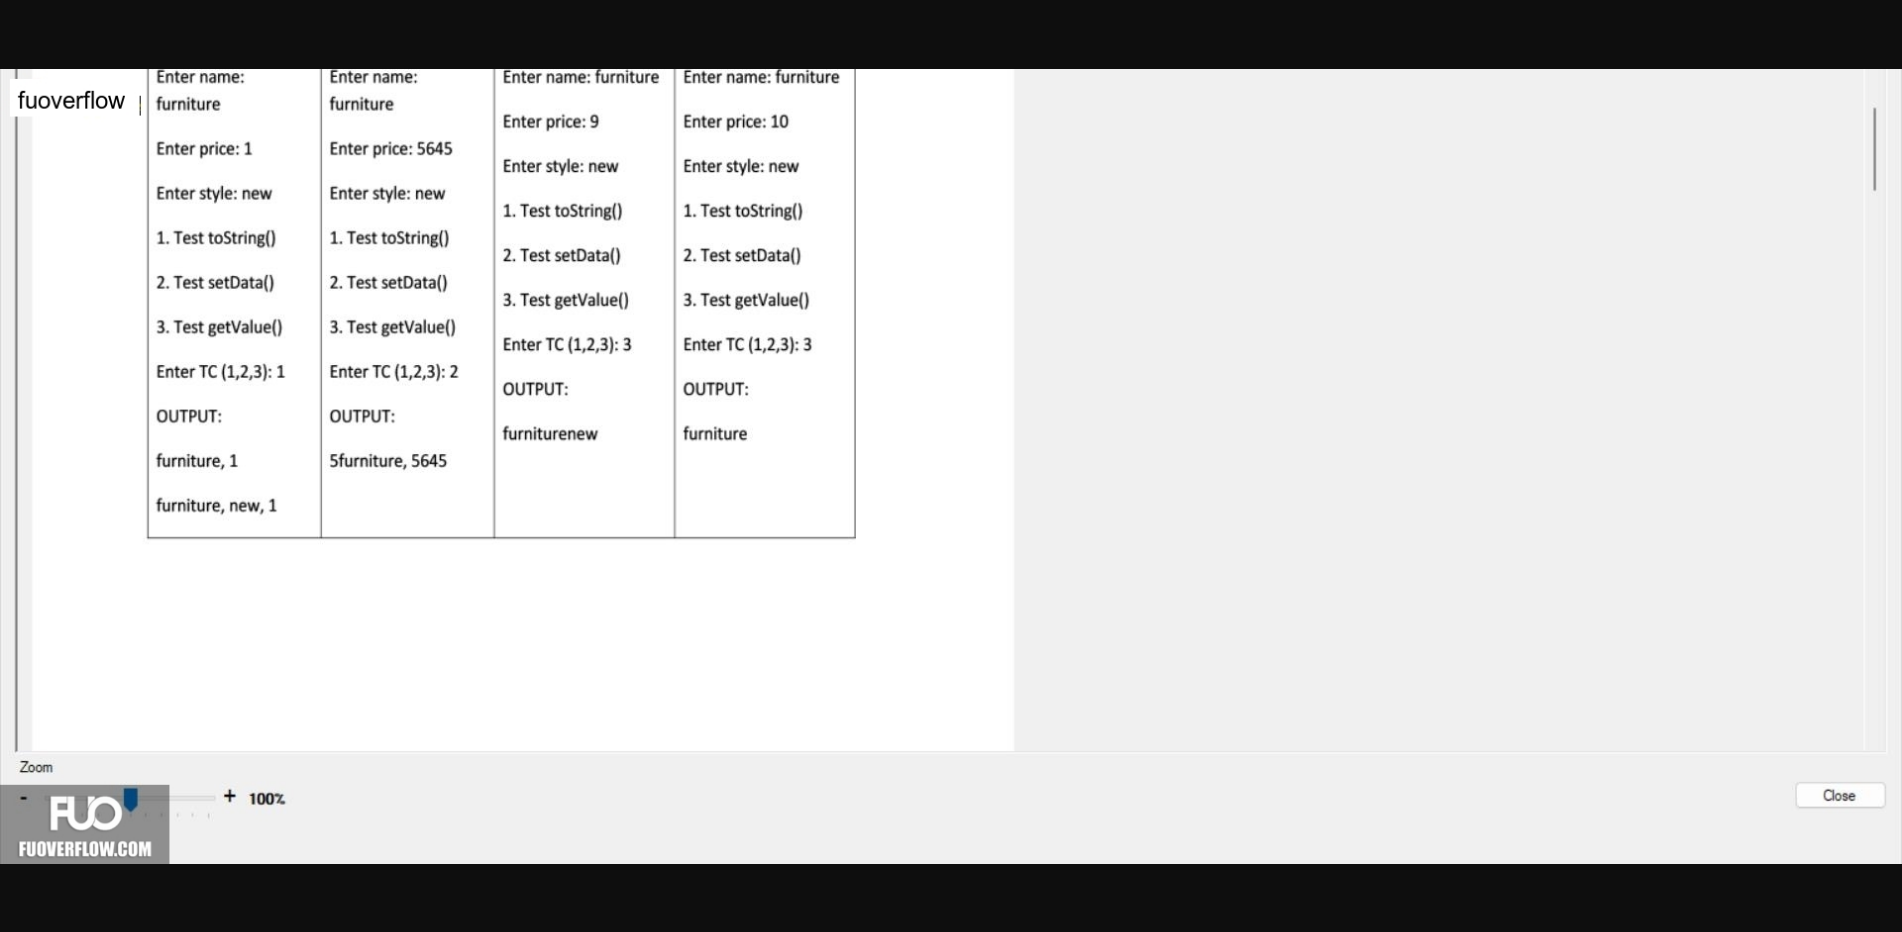 fuoverflow
Enter name:
furniture
Enter price: 1
Enter style: new
1. Test toString()
2. Test setData()
3. Test getValue()
Enter TC (1,2,3): 1
OUTPUT:
furniture, 1
furniture, new, 1
Enter name:
furniture
Enter price: 5645
Enter style: new
1. Test toString()
2. Test setData()
3. Test getValue()
Enter TC (1,2,3): 2
OUTPUT:
5furniture, 5645
Enter name: furniture
Enter price: 9
Enter style: new
1. Test toString()
2. Test setData()
3. Test getValue()
Enter TC (1,2,3): 3
OUTPUT:
furniturenew
Enter name: furniture
Enter price: 10
Enter style: new
1. Test toString()
2. Test setData()
3. Test getValue()
Enter TC (1,2,3): 3
OUTPUT:
furniture
Zoom
- + 100%
Close
FUO
FUOVERFLOW.COM